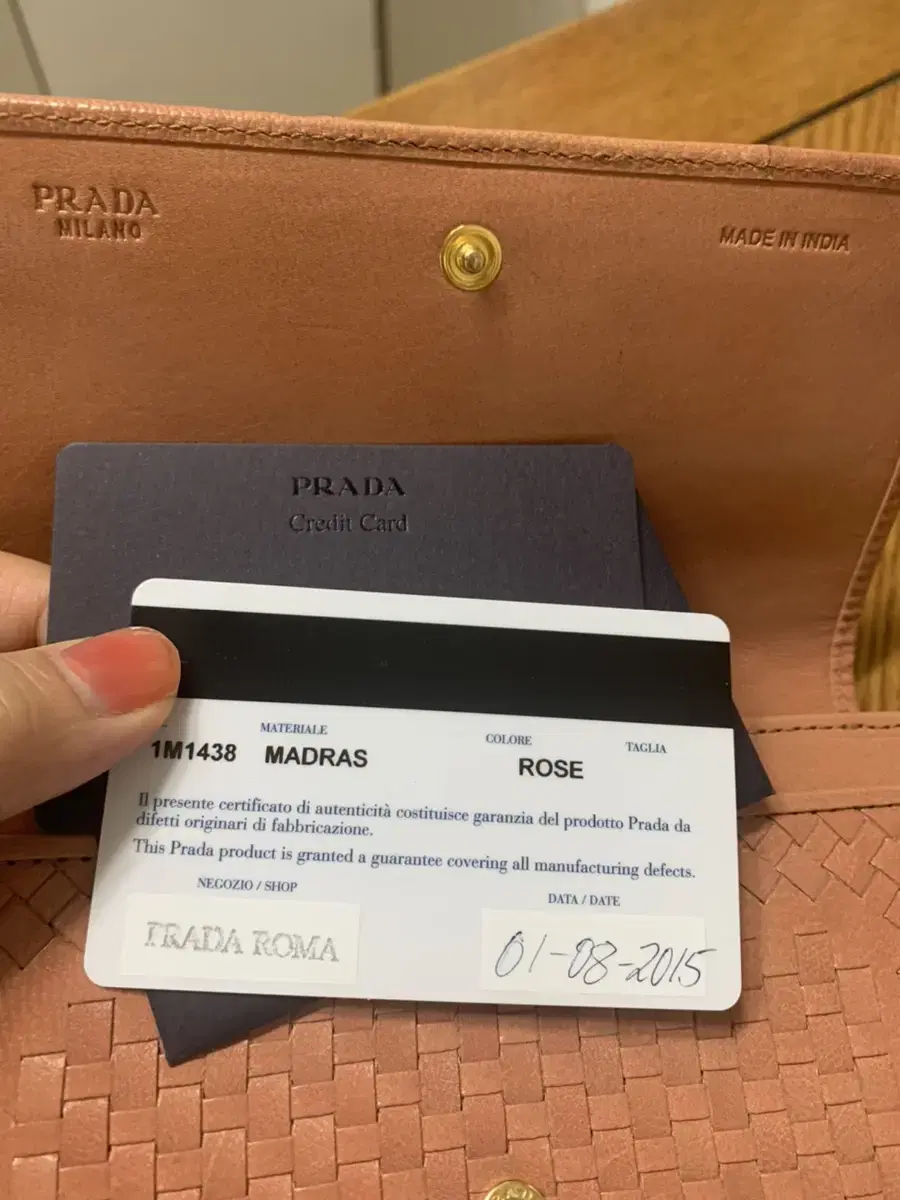 PRADA
MILANO
MADE IN INDIA
PRADA
Credit Card
MATERIALE
COLORE
TAGLIA
1M1438 MADRAS
ROSE
Il presente certificato di autenticità costituisce garanzia del prodotto Prada da
difetti originari di fabbricazione.
This Prada product is granted a guarantee covering all manufacturing defects.
NEGOZIO / SHOP
DATA / DATE
PRADA ROMA
01-08-2015